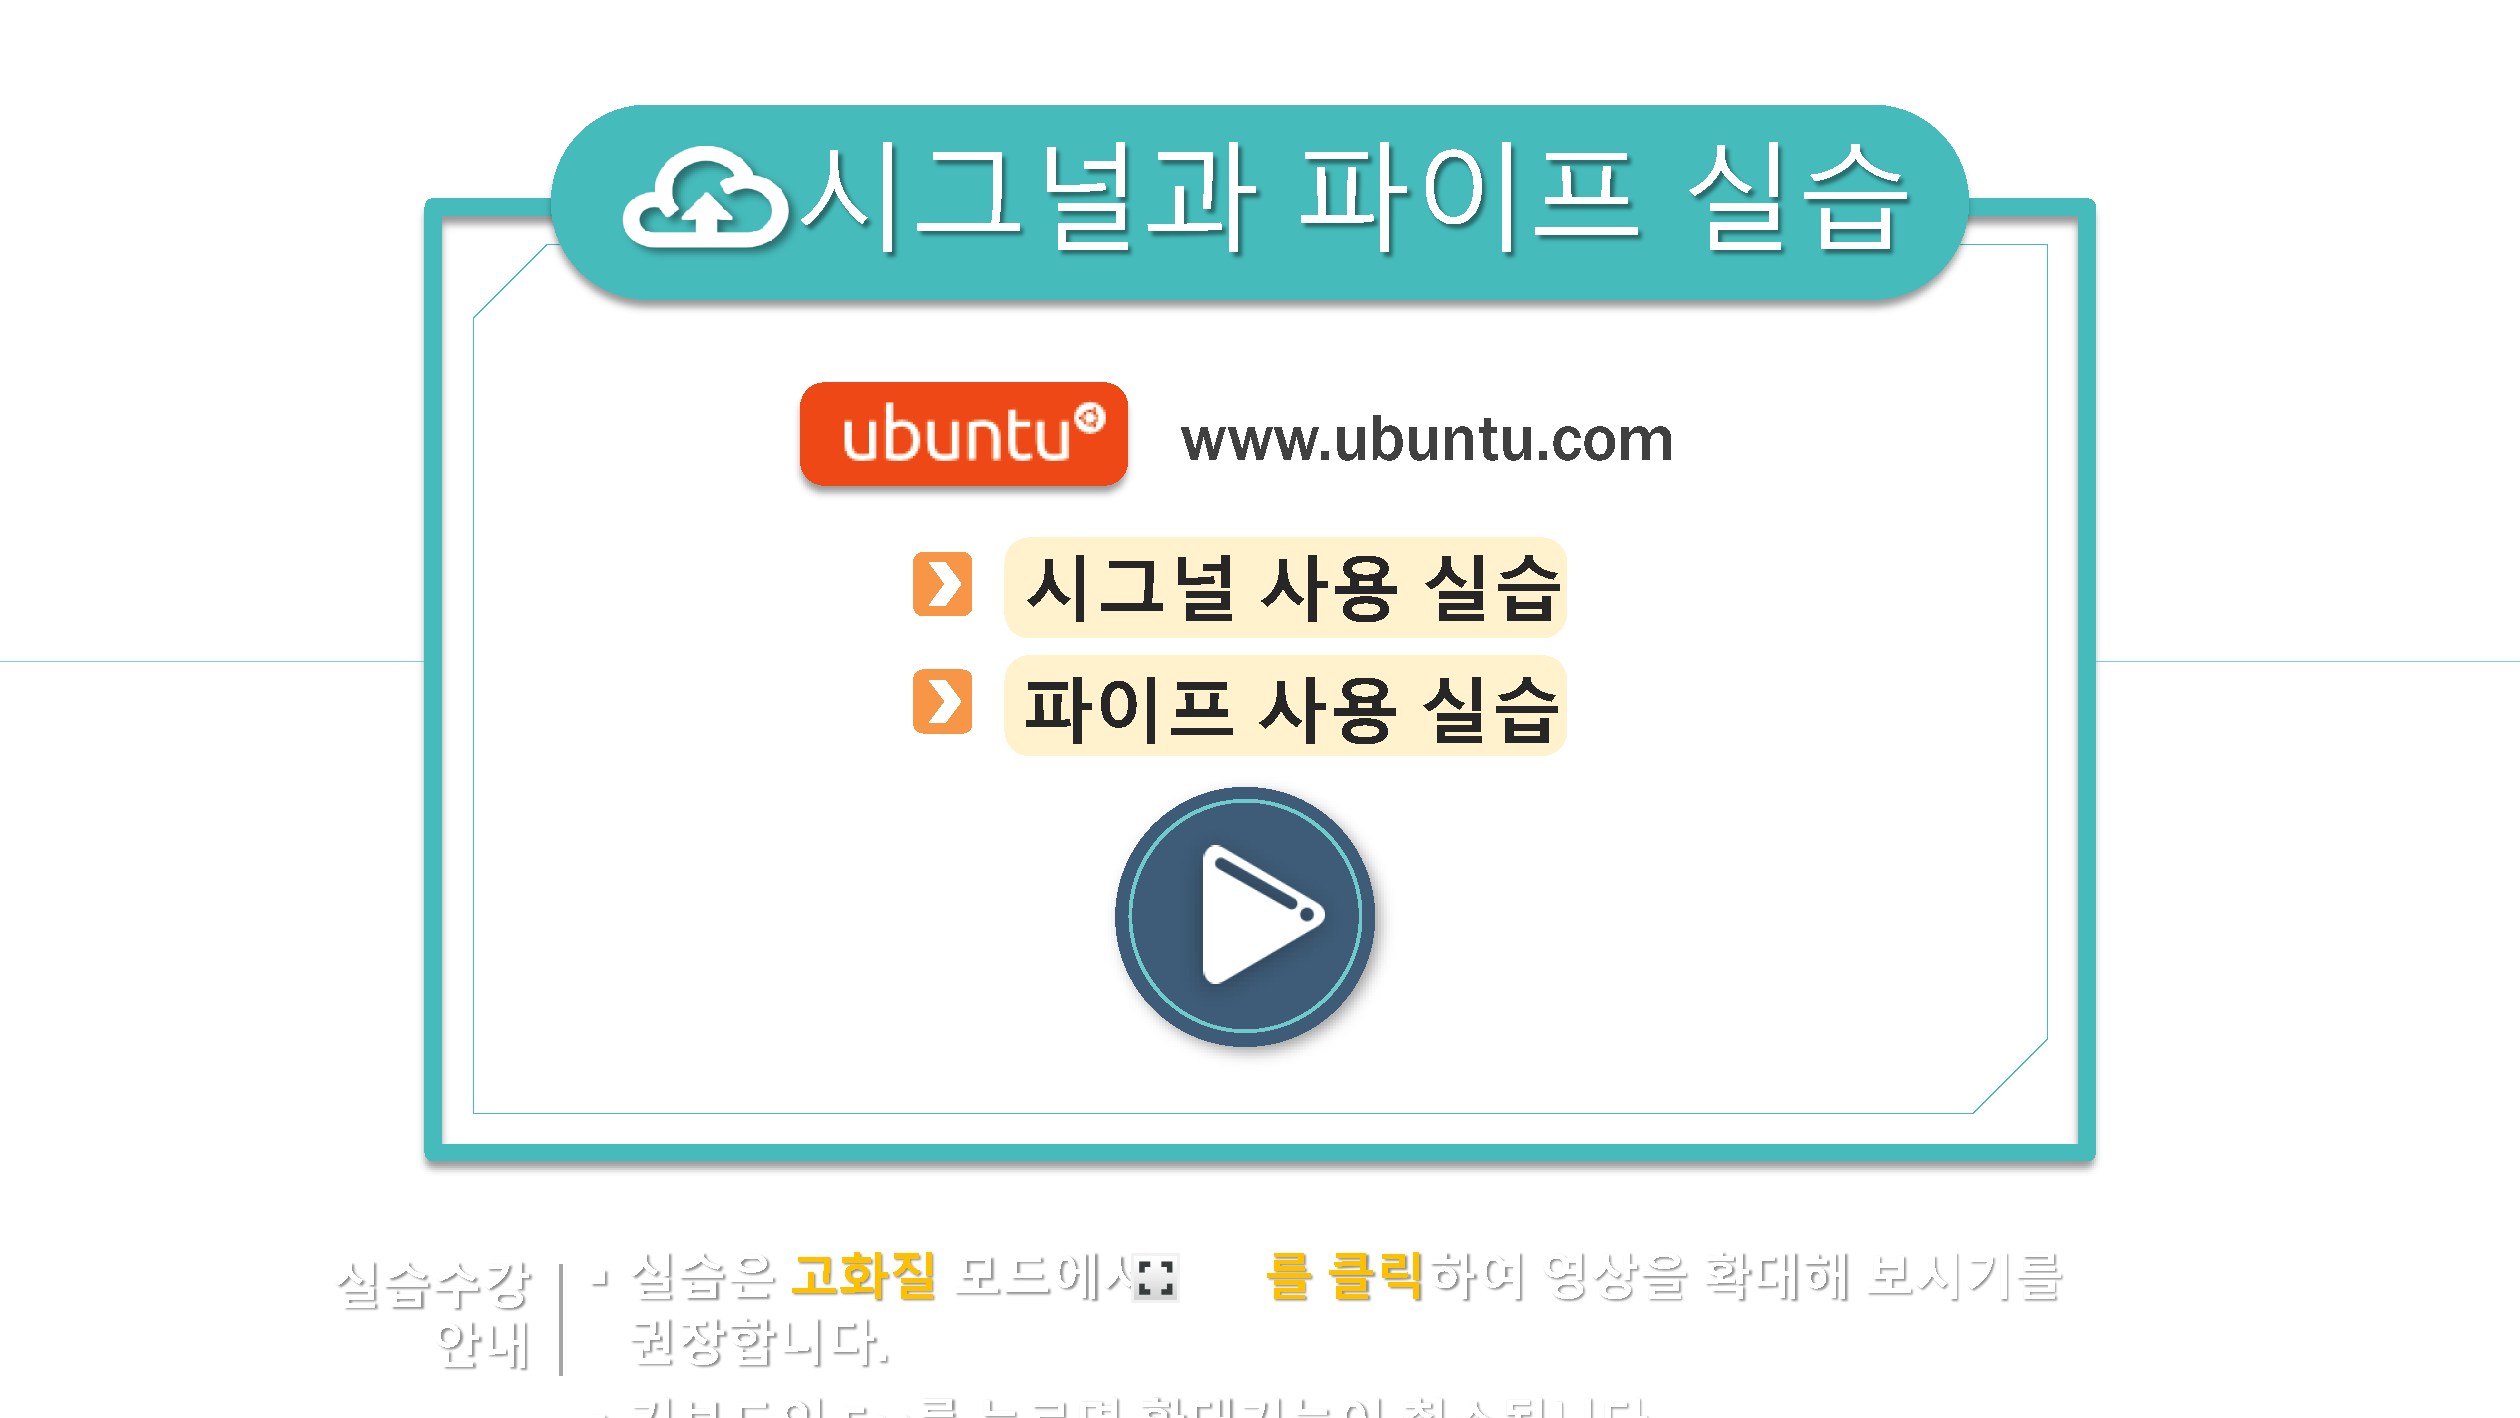 시그널과 파이프 실습
ubuntu
www.ubuntu.com
시그널 사용 실습
파이프 사용 실습
실습수강
안내
실습은 고화질 모드에서 를 클릭하여 영상을 확대해 보시기를
권장합니다.